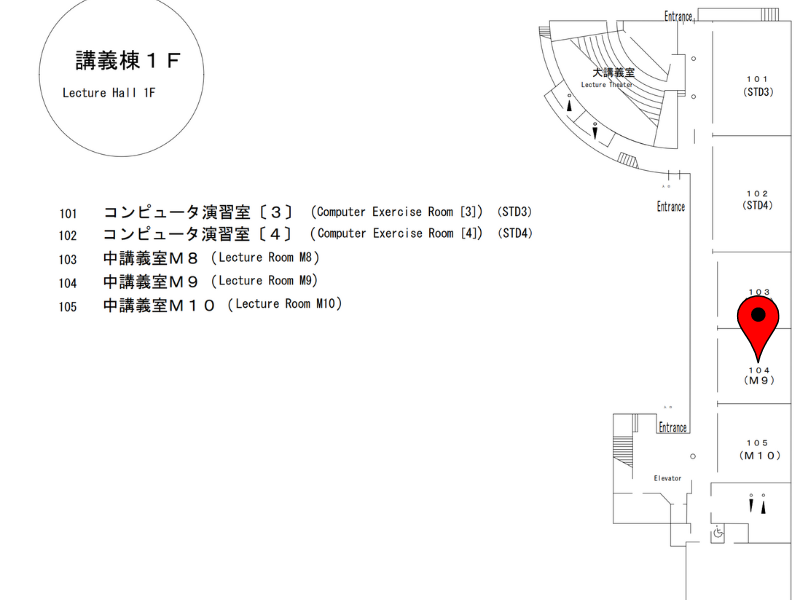 講義棟１Ｆ
Lecture Hall 1F
Entrance
大講義室
Lecture Theater
101
(STD3)
102
(STD4)
Entrance
101 コンピュータ演習室〔３〕 (Computer Exercise Room [3]) (STD3)
102 コンピュータ演習室〔４〕 (Computer Exercise Room [4]) (STD4)
103 中講義室Ｍ８ (Lecture Room M8)
104 中講義室Ｍ９ (Lecture Room M9)
105 中講義室Ｍ１０ (Lecture Room M10)
103
104
(Ｍ９)
Entrance
105
(Ｍ１０)
Elevator